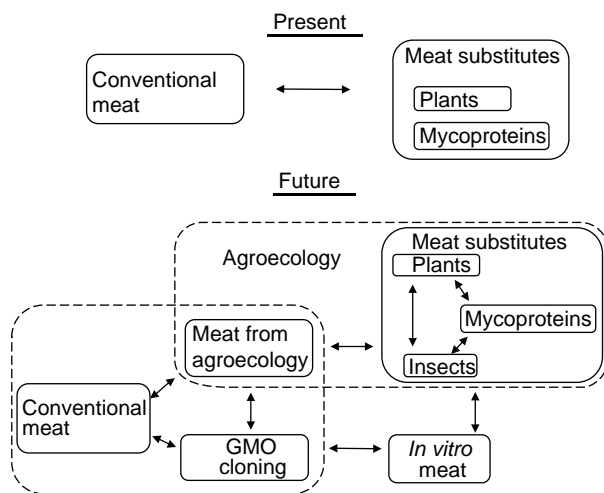 Present
Conventional
meat
Meat substitutes
Plants
Mycoproteins
Future
Agroecology
Meat substitutes
Plants
Mycoproteins
Insects
Meat from
agroecology
Conventional
meat
GMO
cloning
In vitro
meat